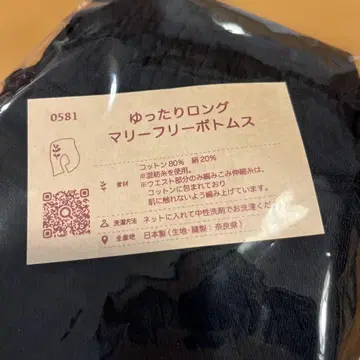 0581
ゆったりロング
マリーフリーボトムス
素材
コットン80% 絹20%
※混紡糸を使用。
※ウエスト部分のみ編みこみ伸縮糸は、
コットンに包まれており
肌に触れないよう編み上げています。
洗濯方法 ネットに入れて中性洗剤でお洗濯くだ
生産地 日本製(生地・縫製:奈良県)